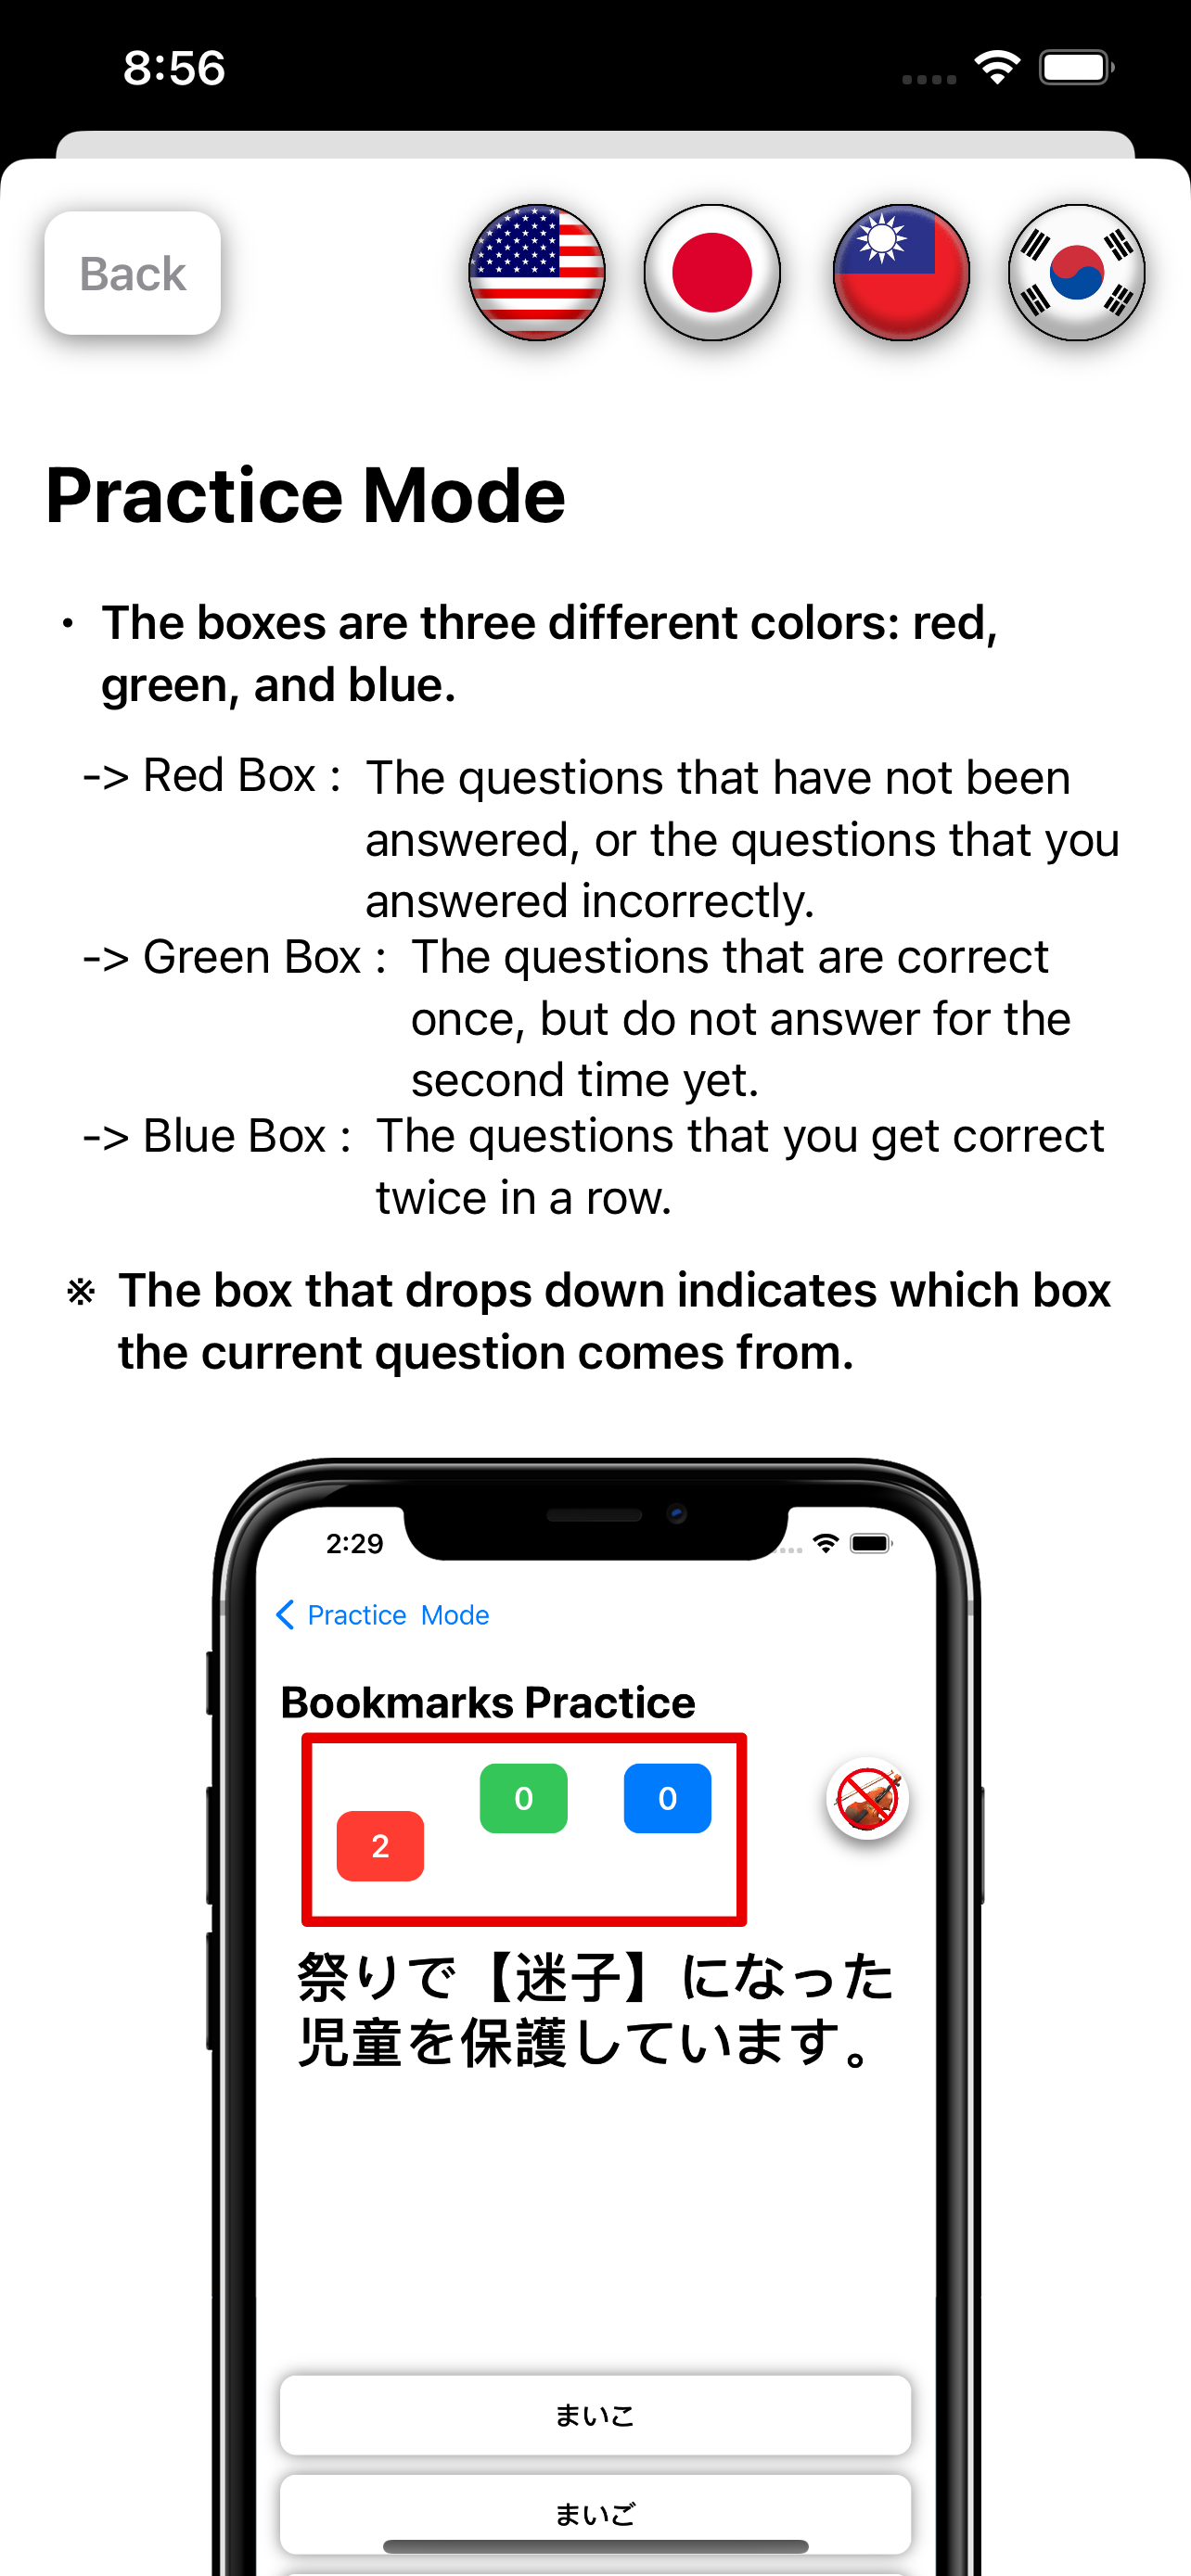 8:56
Back
Practice Mode
・ The boxes are three different colors: red,
green, and blue.
-> Red Box : The questions that have not been
answered, or the questions that you
answered incorrectly.
-> Green Box : The questions that are correct
once, but do not answer for the
second time yet.
-> Blue Box : The questions that you get correct
twice in a row.
※ The box that drops down indicates which box
the current question comes from.
2:29
Practice Mode
Bookmarks Practice
2
0
0
祭りで【迷子】になった
児童を保護しています。
まいこ
まいご